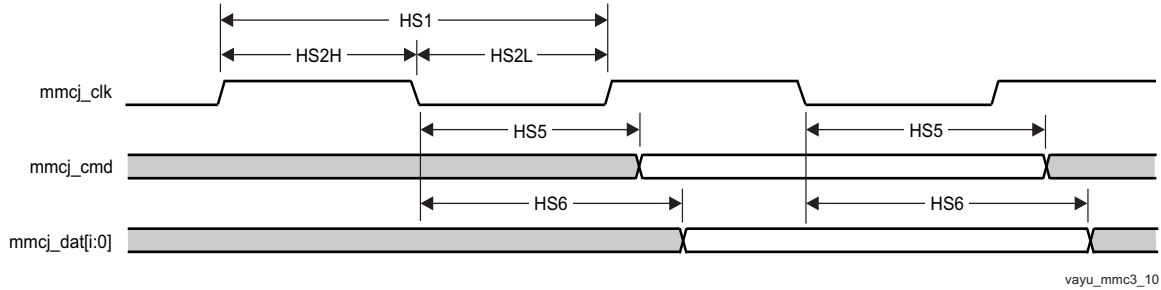 HS1
HS2H HS2L
mmcj_clk
HS5 HS5
mmcj_cmd
HS6 HS6
mmcj_dat[i:0]
vayu_mmc3_10